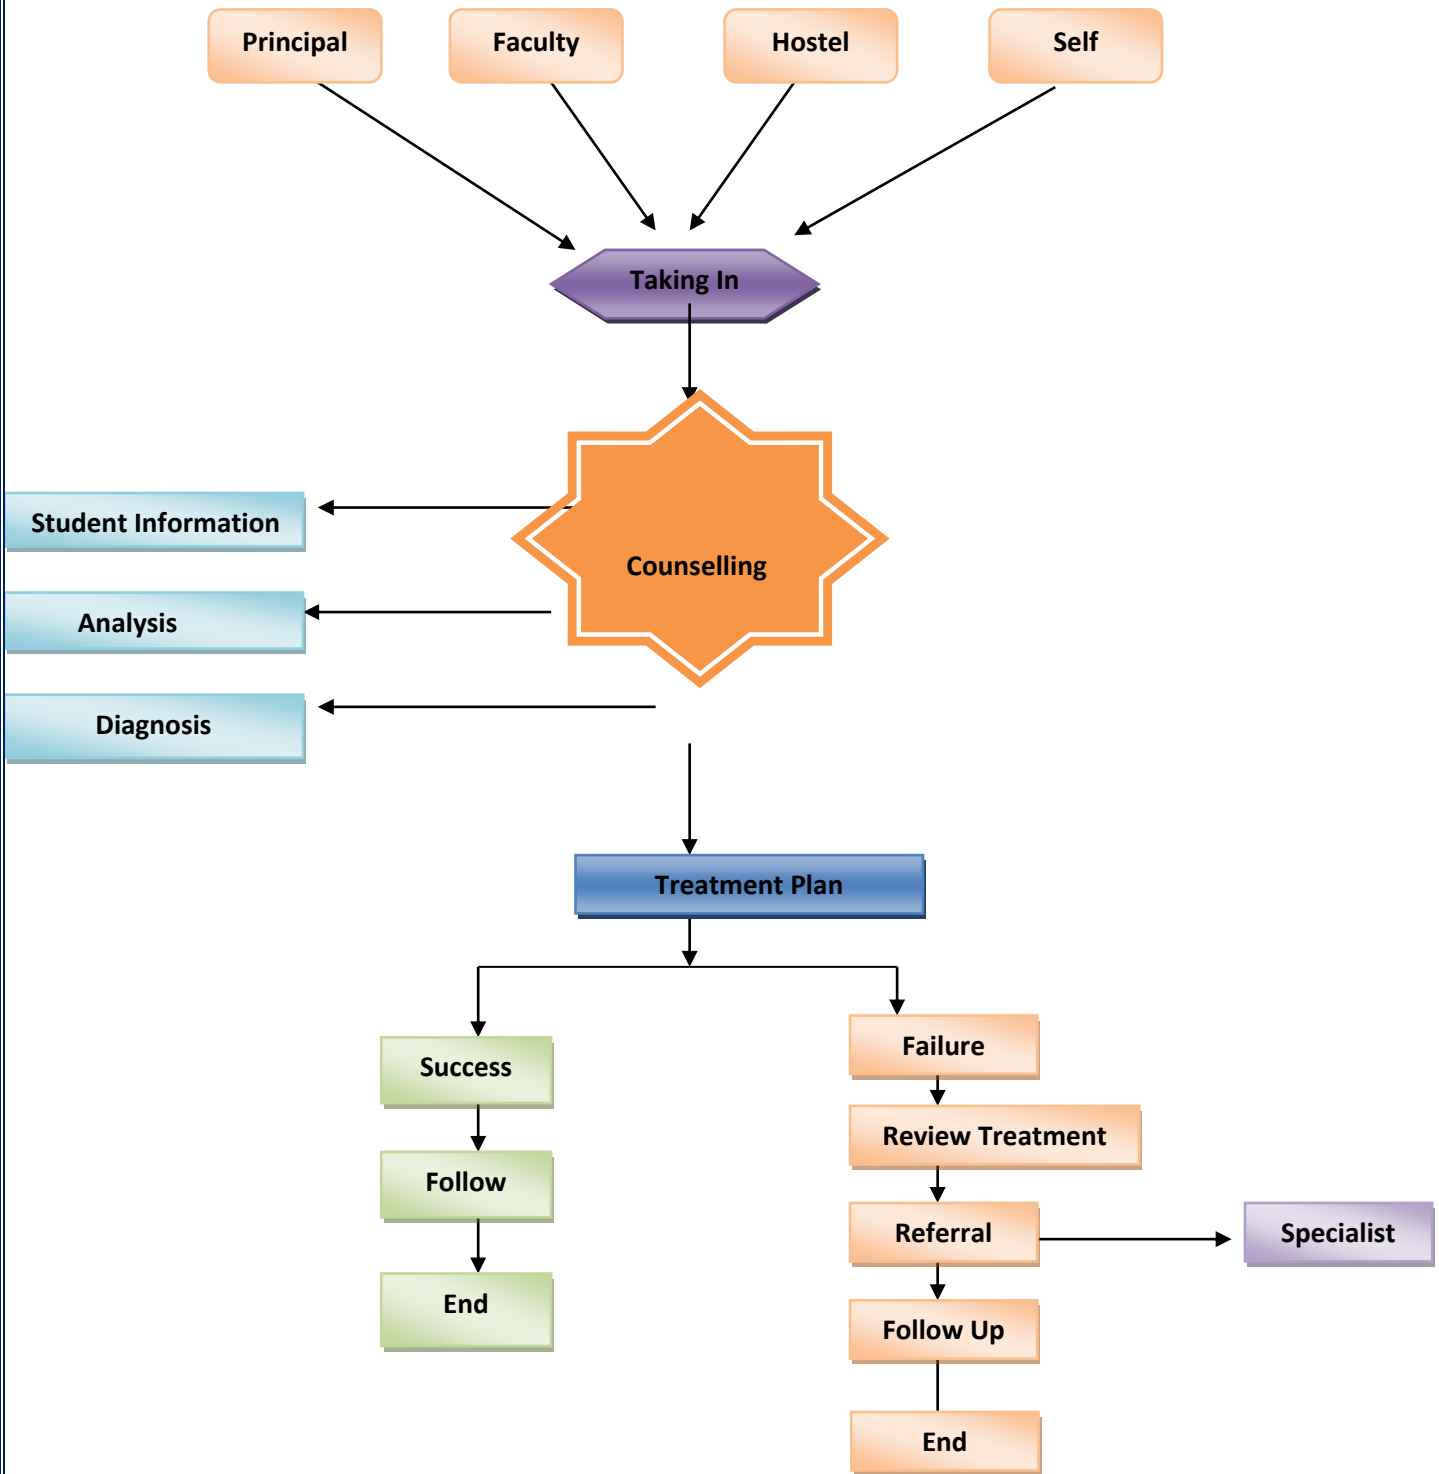 Principal
Faculty
Hostel
Self
Taking In
Counselling
Student Information
Analysis
Diagnosis
Treatment Plan
Success
Follow
End
Failure
Review Treatment
Referral
Specialist
Follow Up
End